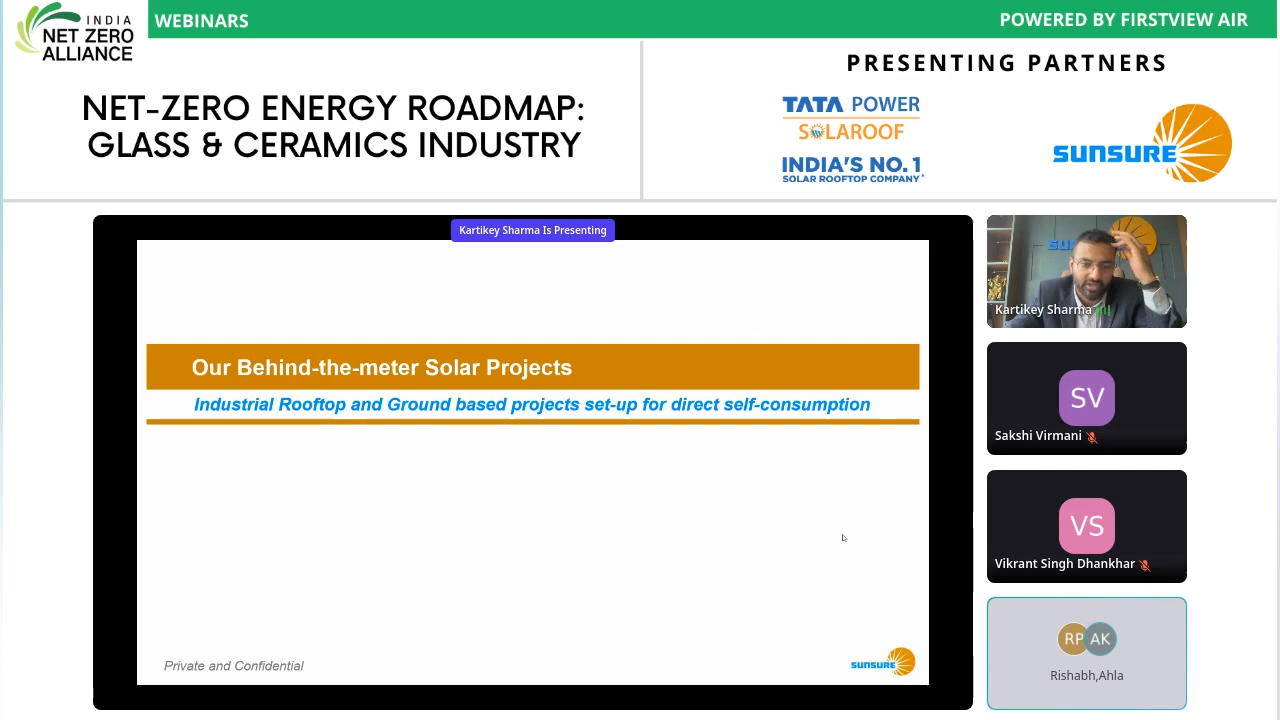 INDIA
NET ZERO
ALLIANCE
WEBINARS
POWERED BY FIRSTVIEW AIR
NET-ZERO ENERGY ROADMAP:
GLASS & CERAMICS INDUSTRY
PRESENTING PARTNERS
TATA POWER
SOLAROOF
INDIA'S NO. 1
SOLAR ROOFTOP COMPANY*
sunsure
Kartikey Sharma Is Presenting
Our Behind-the-meter Solar Projects
Industrial Rooftop and Ground based projects set-up for direct self-consumption
Private and Confidential
sunsure
Kartikey Sharma
SV
Sakshi Virmani
VS
Vikrant Singh Dhankhar
RP AK
Rishabh,Ahla